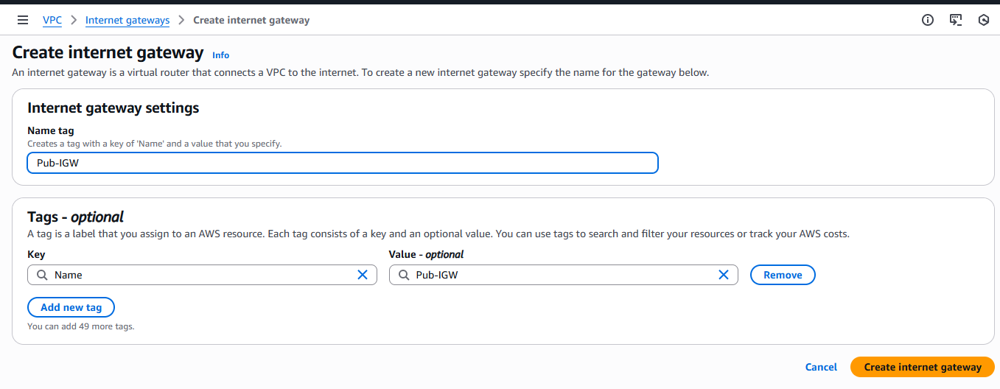 VPC > Internet gateways > Create internet gateway
Create internet gateway Info
An internet gateway is a virtual router that connects a VPC to the internet. To create a new internet gateway specify the name for the gateway below.
Internet gateway settings
Name tag
Creates a tag with a key of 'Name' and a value that you specify.
Pub-IGW
Tags - optional
A tag is a label that you assign to an AWS resource. Each tag consists of a key and an optional value. You can use tags to search and filter your resources or track your AWS costs.
Key Value - optional
Name Pub-IGW Remove
Add new tag
You can add 49 more tags.
Cancel Create internet gateway